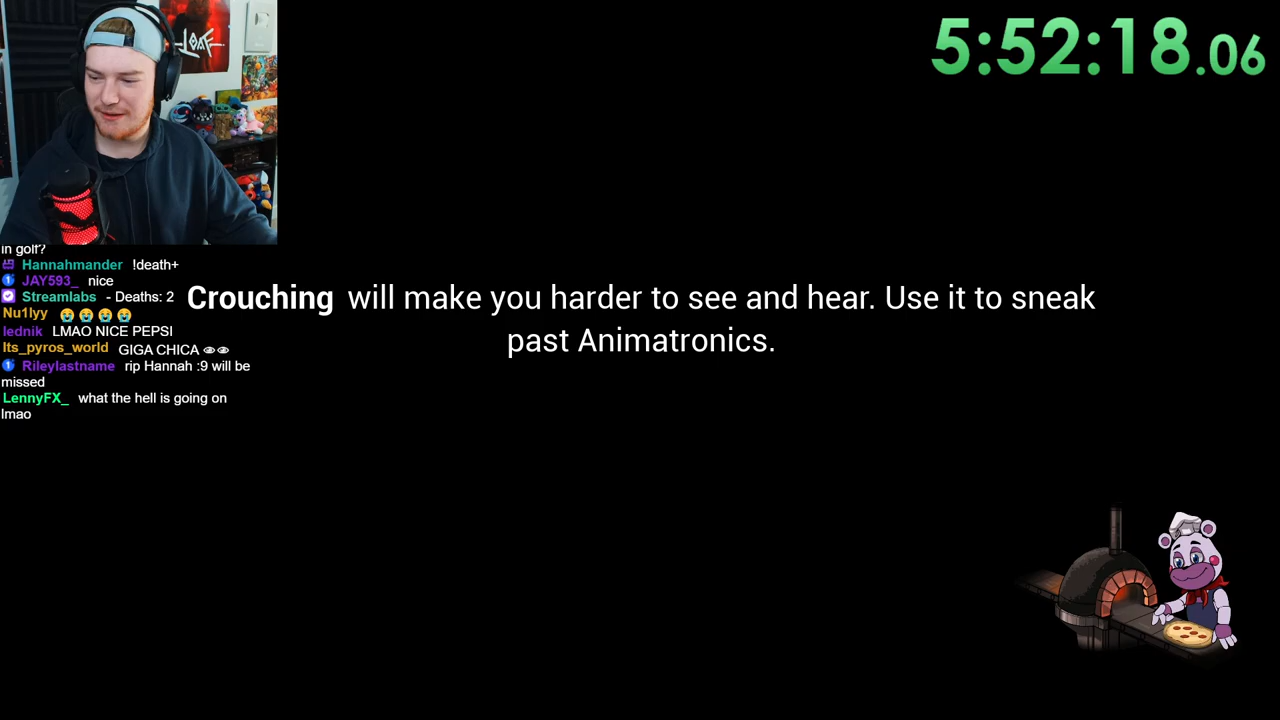 5:52:18.06
LOAF
in golf?
Hannahmander !death+
JAY593_ nice
Streamlabs - Deaths: 2
Nu1lyy 😭😭😭😭
lednik LMAO NICE PEPSI
Its_pyros_world GIGA CHICA 👁👁
Rileylastname rip Hannah :9 will be
missed
LennyFX_ what the hell is going on
lmao
Crouching will make you harder to see and hear. Use it to sneak
past Animatronics.